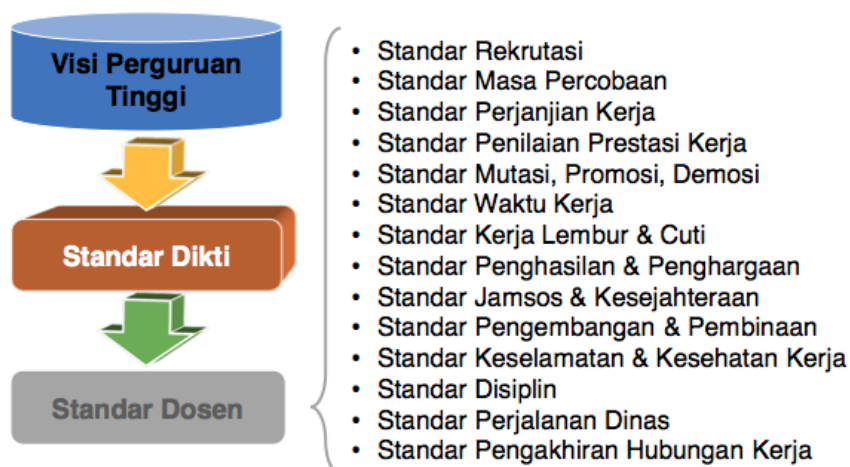 Visi Perguruan
Tinggi
Standar Dikti
Standar Dosen
• Standar Rekrutasi
• Standar Masa Percobaan
• Standar Perjanjian Kerja
• Standar Penilaian Prestasi Kerja
• Standar Mutasi, Promosi, Demosi
• Standar Waktu Kerja
• Standar Kerja Lembur & Cuti
• Standar Penghasilan & Penghargaan
• Standar Jamsos & Kesejahteraan
• Standar Pengembangan & Pembinaan
• Standar Keselamatan & Kesehatan Kerja
• Standar Disiplin
• Standar Perjalanan Dinas
• Standar Pengakhiran Hubungan Kerja